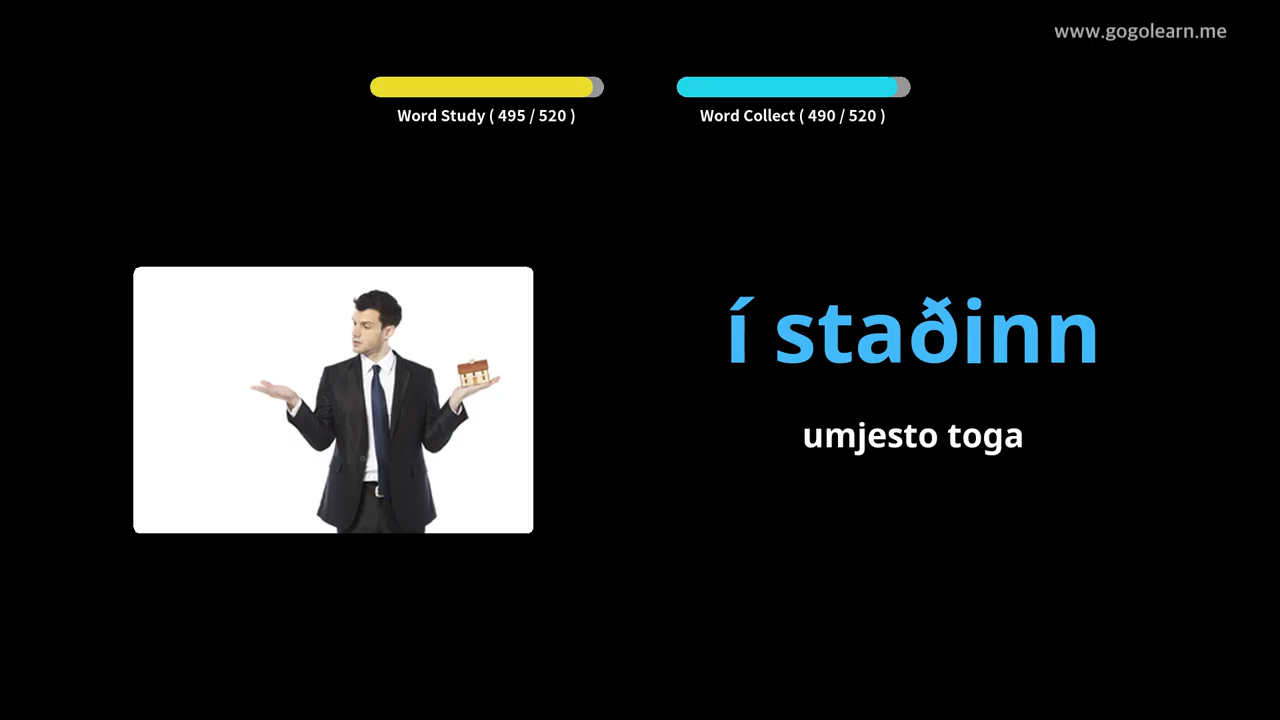 www.gogolearn.me
Word Study ( 495 / 520 )
Word Collect ( 490 / 520 )
í staðinn
umjesto toga